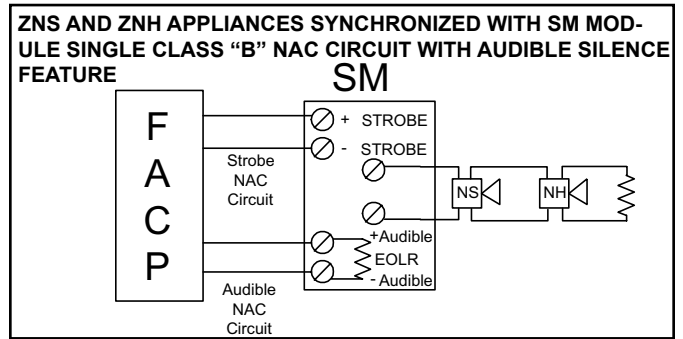 ZNS AND ZNH APPLIANCES SYNCHRONIZED WITH SM MOD-
ULE SINGLE CLASS “B” NAC CIRCUIT WITH AUDIBLE SILENCE
FEATURE
SM
F
A
C
P
Strobe
NAC
Circuit
+ STROBE
- STROBE
NS
NH
+Audible
EOLR
- Audible
Audible
NAC
Circuit